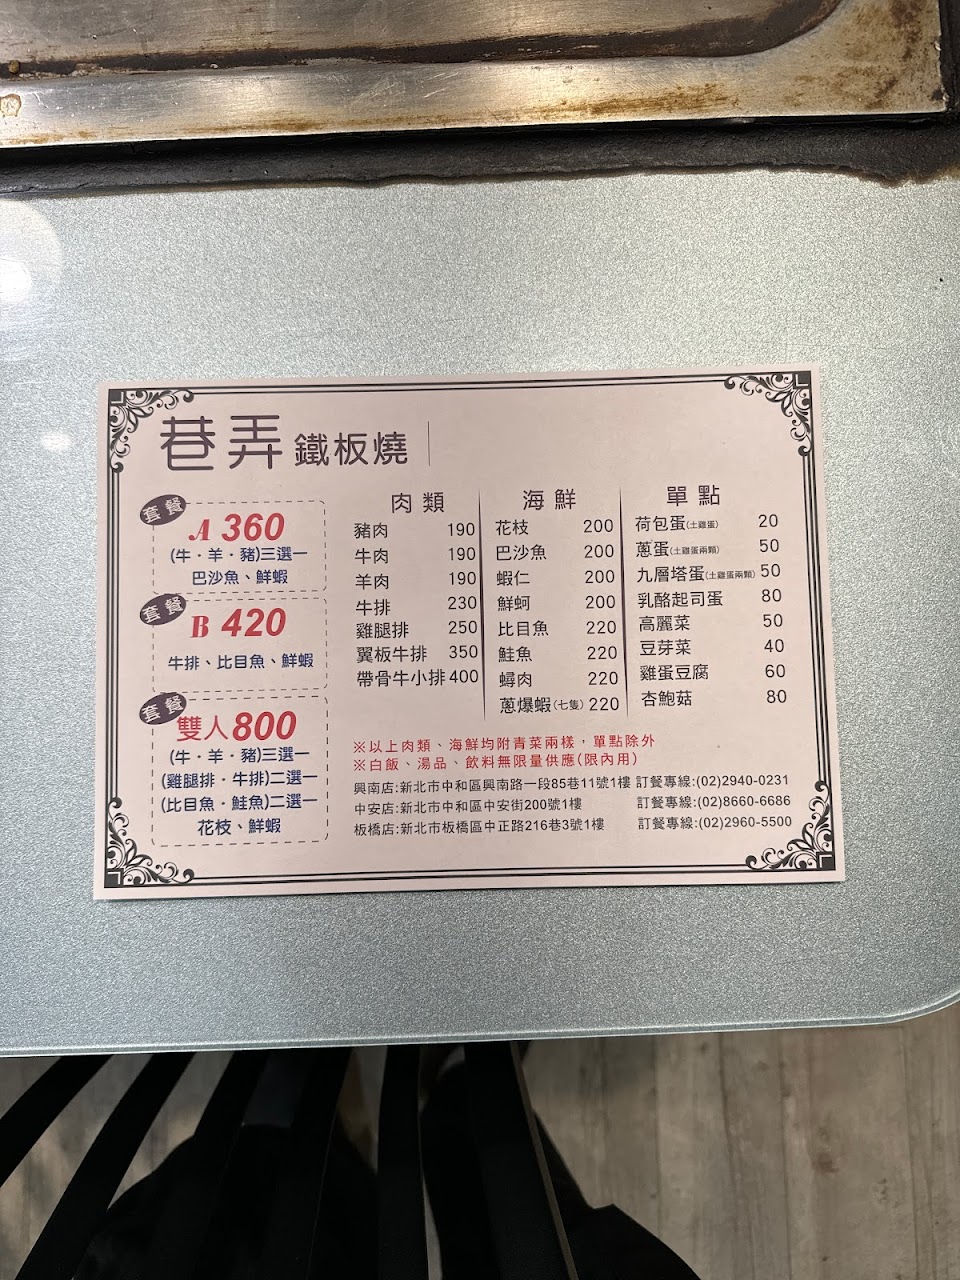 巷弄 鐵板燒
套餐
A 360
(牛．羊．豬)三選一
巴沙魚、鮮蝦
套餐
B 420
牛排、比目魚、鮮蝦
套餐
雙人800
(牛．羊．豬)三選一
(雞腿排．牛排)二選一
(比目魚．鮭魚)二選一
花枝、鮮蝦
肉類
豬肉 190
牛肉 190
羊肉 190
牛排 230
雞腿排 250
翼板牛排 350
帶骨牛小排 400
海鮮
花枝 200
巴沙魚 200
蝦仁 200
鮮蚵 200
比目魚 220
鮭魚 220
蟳肉 220
蔥爆蝦(七隻) 220
單點
荷包蛋(土雞蛋) 20
蔥蛋(土雞蛋兩顆) 50
九層塔蛋(土雞蛋兩顆) 50
乳酪起司蛋 80
高麗菜 50
豆芽菜 40
雞蛋豆腐 60
杏鮑菇 80
※以上肉類、海鮮均附青菜兩樣，單點除外
※白飯、湯品、飲料無限量供應(限內用)
興南店:新北市中和區興南路一段85巷11號1樓 訂餐專線:(02)2940-0231
中安店:新北市中和區中安街200號1樓 訂餐專線:(02)8660-6686
板橋店:新北市板橋區中正路216巷3號1樓 訂餐專線:(02)2960-5500